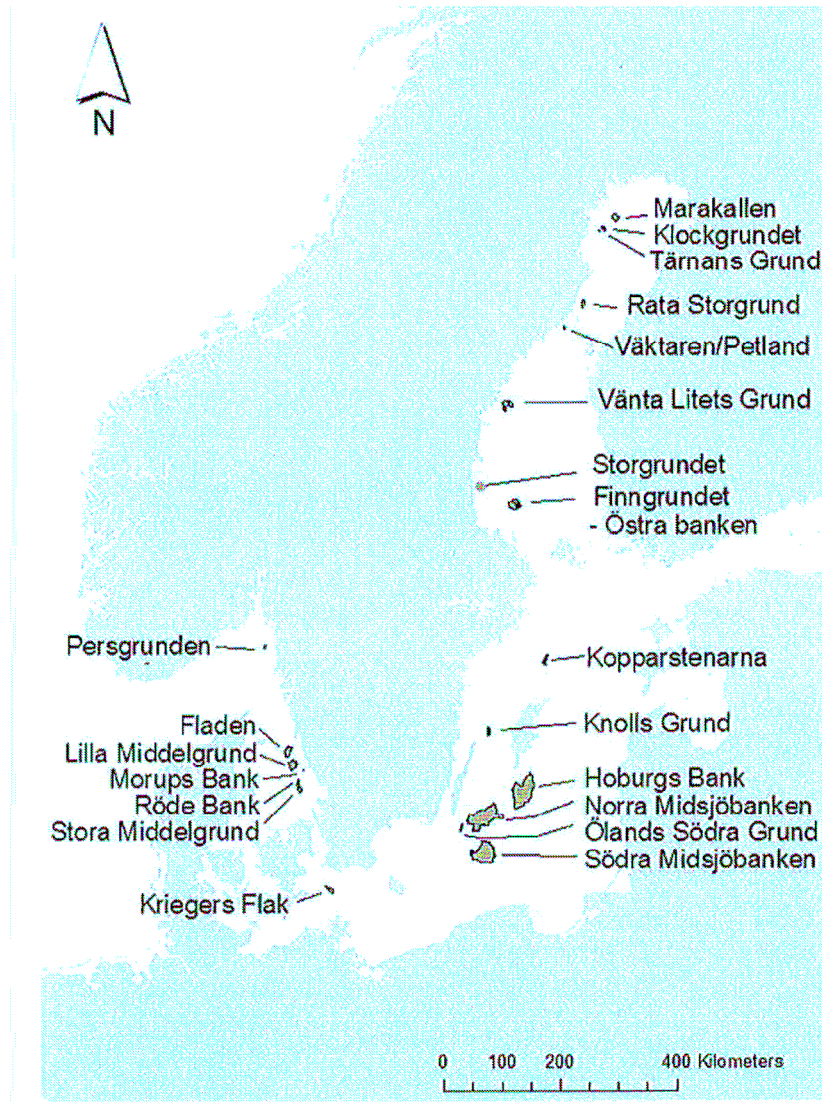 N
Marakallen
Klockgrundet
Tärnans Grund
Rata Storgrund
Väktaren/Petland
Vänta Litets Grund
Storgrundet
Finngrundet
- Östra banken
Persgrunden
Kopparstenarna
Fladen
Lilla Middelgrund
Morups Bank
Röde Bank
Stora Middelgrund
Knolls Grund
Hoburgs Bank
Norra Midsjöbanken
Ölands Södra Grund
Södra Midsjöbanken
Kriegers Flak
0 100 200 400 Kilometers